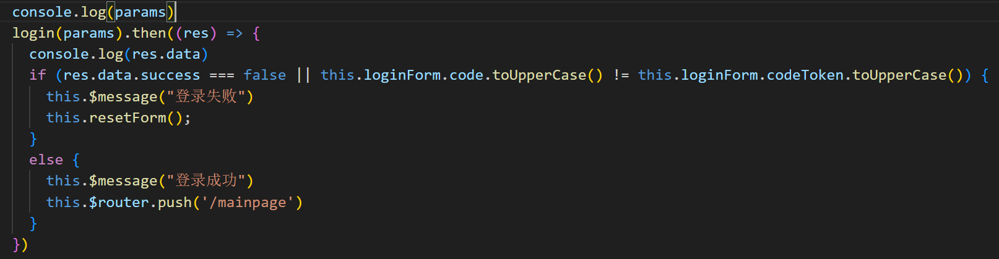 console.log(params)
login(params).then((res) => {
  console.log(res.data)
  if (res.data.success === false || this.loginForm.code.toUpperCase() != this.loginForm.codeToken.toUpperCase()) {
    this.$message("登录失败")
    this.resetForm();
  }
  else {
    this.$message("登录成功")
    this.$router.push('/mainpage')
  }
})